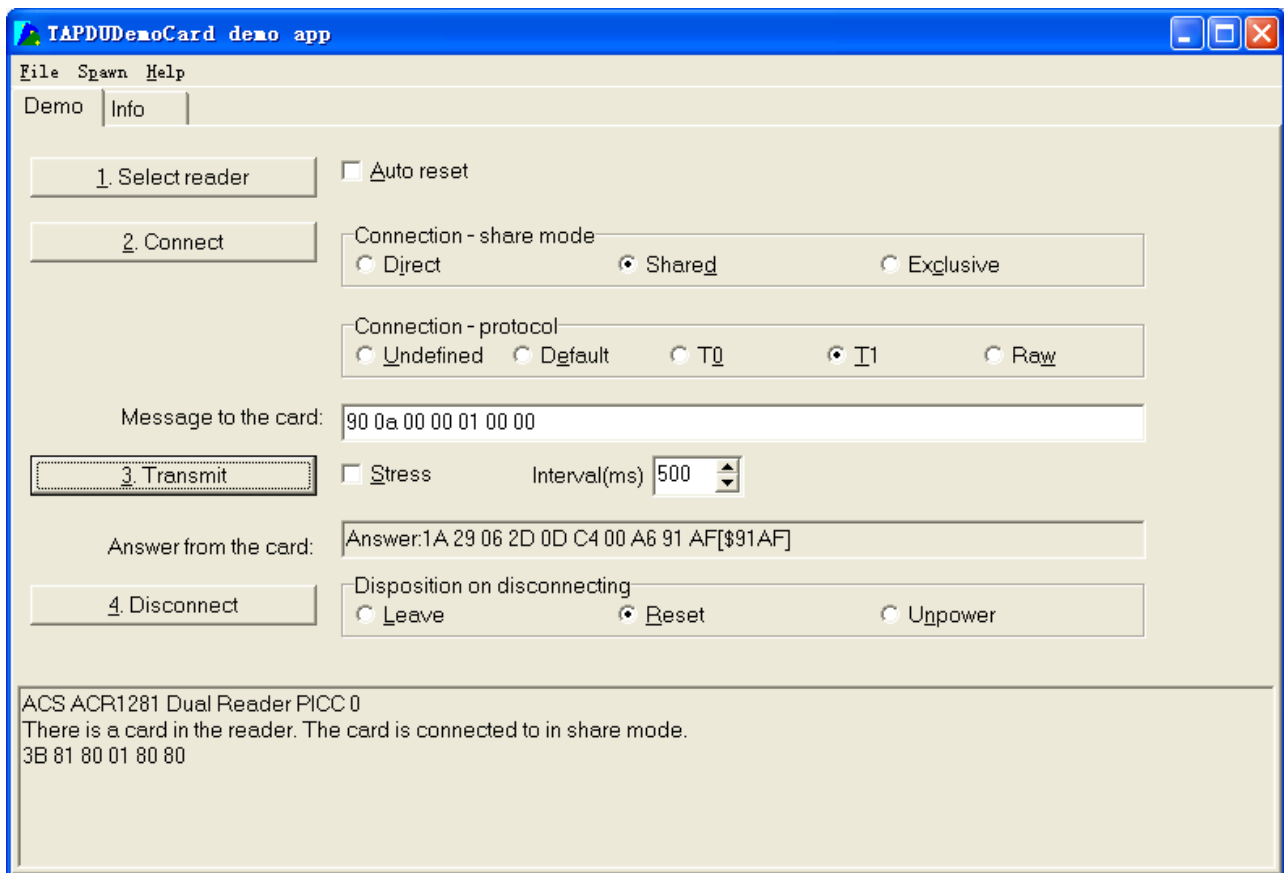 TAPDUDemoCard demo app
File Spawn Help
Demo Info
1. Select reader Auto reset
2. Connect Connection - share mode
Direct Shared Exclusive
Connection - protocol
Undefined Default T0 T1 Raw
Message to the card: 90 0a 00 00 01 00 00
3. Transmit Stress Interval(ms) 500
Answer from the card: Answer:1A 29 06 2D 0D C4 00 A6 91 AF[$91AF]
4. Disconnect Disposition on disconnecting
Leave Reset Unpower
ACS ACR1281 Dual Reader PICC 0
There is a card in the reader. The card is connected to in share mode.
3B 81 80 01 80 80